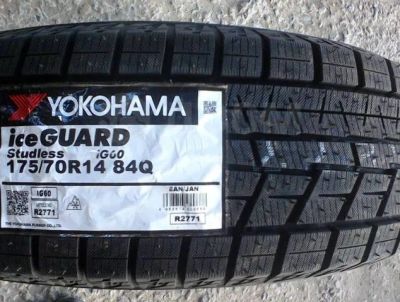 YOKOHAMA
iceGUARD
Studless iG60
175/70R14 84Q
IG60
R2771
EAN/JAN
R2771